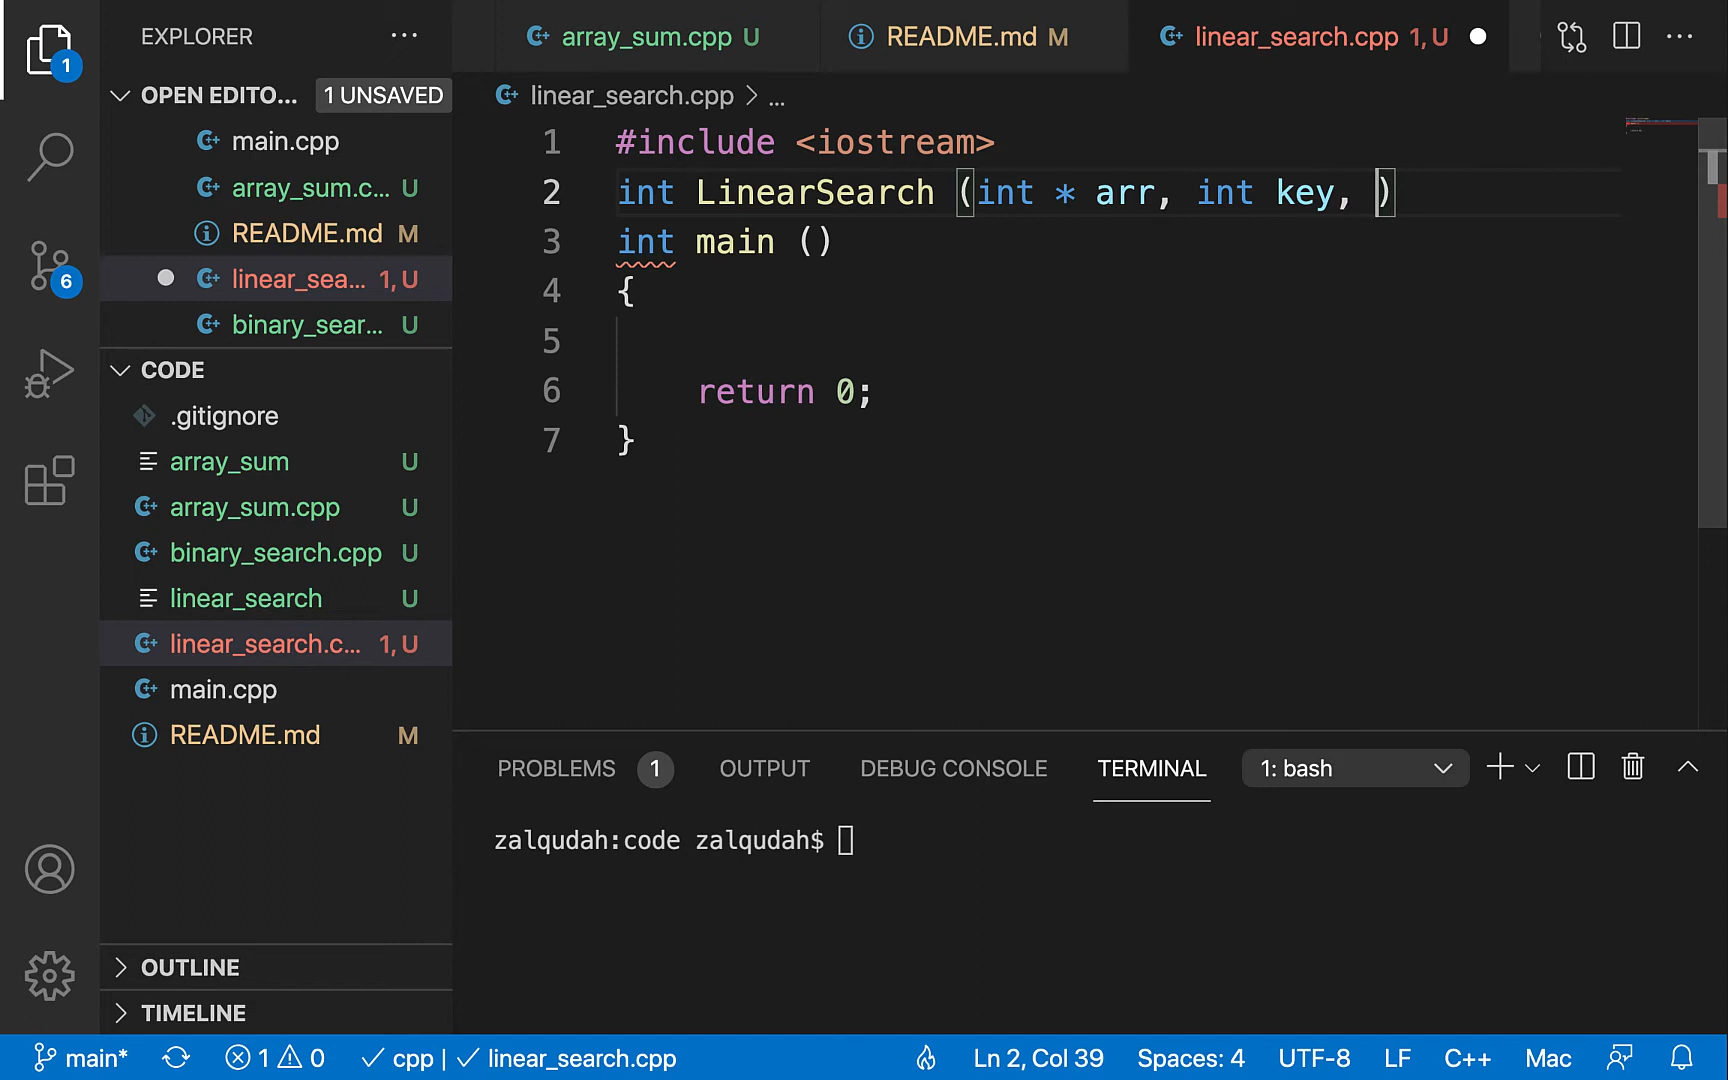 EXPLORER
OPEN EDITO... 1 UNSAVED
main.cpp
array_sum.c... U
README.md M
linear_sea... 1, U
binary_sear... U
CODE
.gitignore
array_sum U
array_sum.cpp U
binary_search.cpp U
linear_search U
linear_search.c... 1, U
main.cpp
README.md M
OUTLINE
TIMELINE
1
6
array_sum.cpp U
README.md M
linear_search.cpp 1, U
linear_search.cpp > ...
1 #include <iostream>
2 int LinearSearch (int * arr, int key, )
3 int main ()
4 {
5
6 return 0;
7 }
PROBLEMS 1 OUTPUT DEBUG CONSOLE TERMINAL 1: bash
zalqudah:code zalqudah$
main* 1 0 cpp | linear_search.cpp Ln 2, Col 39 Spaces: 4 UTF-8 LF C++ Mac